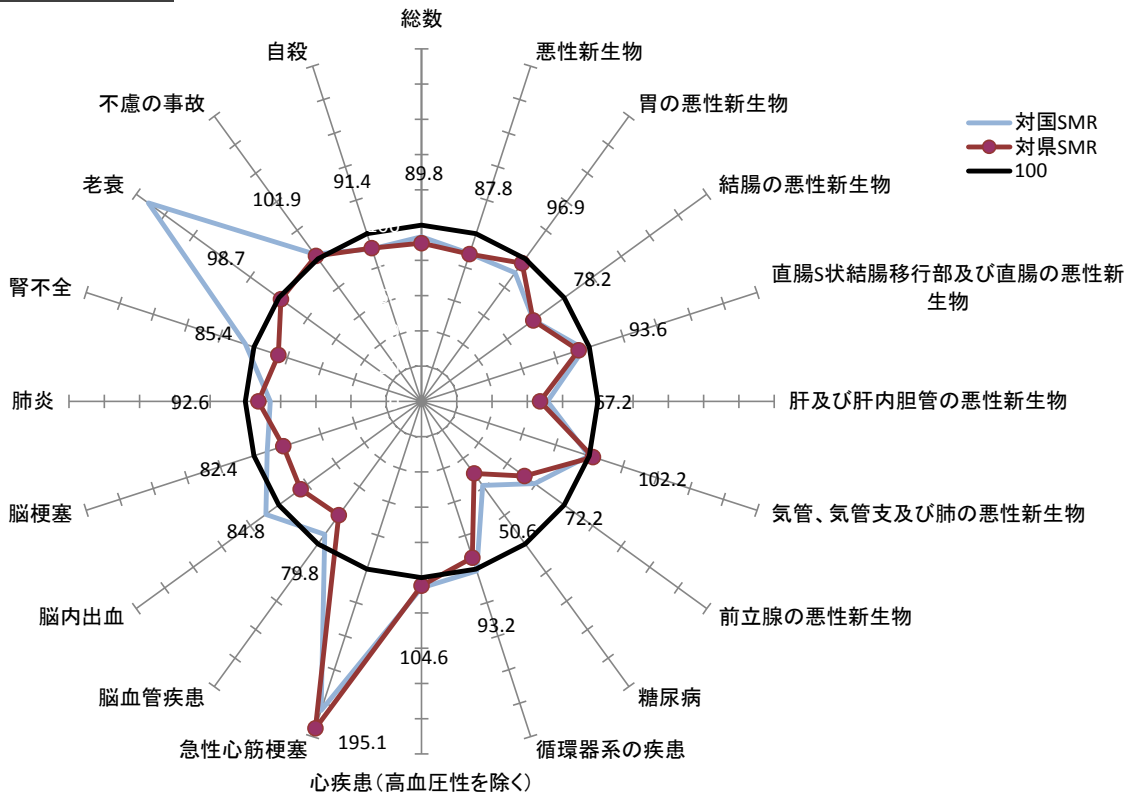 総数
悪性新生物
胃の悪性新生物
結腸の悪性新生物
直腸S状結腸移行部及び直腸の悪性新
生物
肝及び肝内胆管の悪性新生物
気管、気管支及び肺の悪性新生物
前立腺の悪性新生物
糖尿病
循環器系の疾患
心疾患(高血圧性を除く)
急性心筋梗塞
脳血管疾患
脳内出血
脳梗塞
肺炎
腎不全
老衰
不慮の事故
自殺
89.8
87.8
96.9
78.2
93.6
67.2
102.2
72.2
50.6
93.2
104.6
195.1
79.8
84.8
82.4
92.6
85.4
98.7
101.9
91.4
対国SMR
対県SMR
100